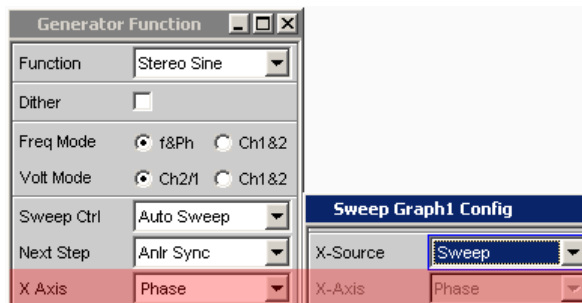 Generator Function
Function Stereo Sine
Dither
Freq Mode f&Ph Ch1&2
Volt Mode Ch2/1 Ch1&2
Sweep Ctrl Auto Sweep
Next Step Anlr Sync
X Axis Phase
Sweep Graph1 Config
X-Source Sweep
X-Axis Phase